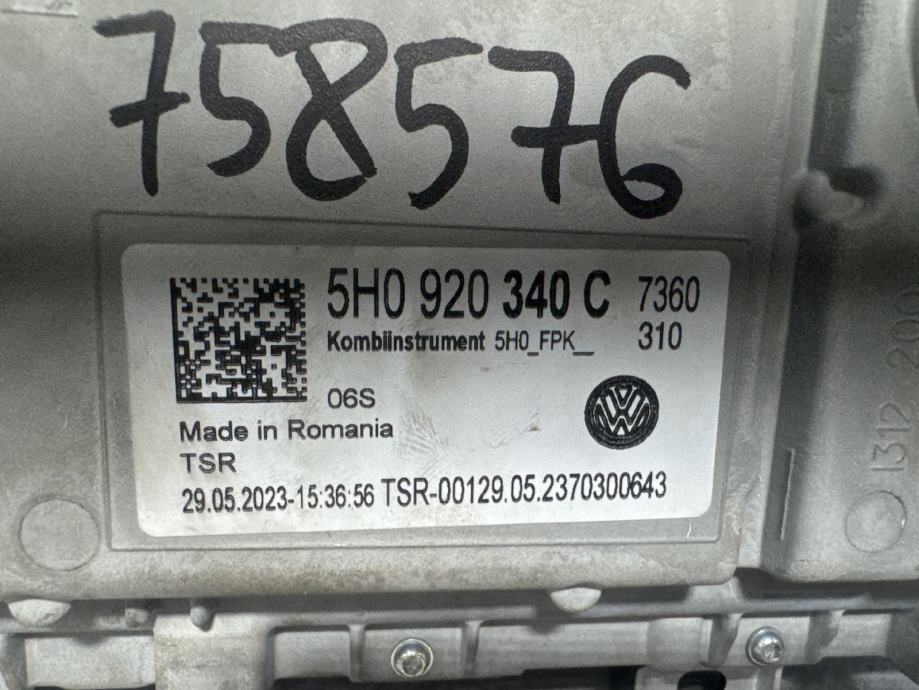 758576
5H0 920 340 C 7360
Kombiinstrument 5H0_FPK_ 310
06S
Made in Romania
TSR
29.05.2023-15:36:56 TSR-00129.05.2370300643